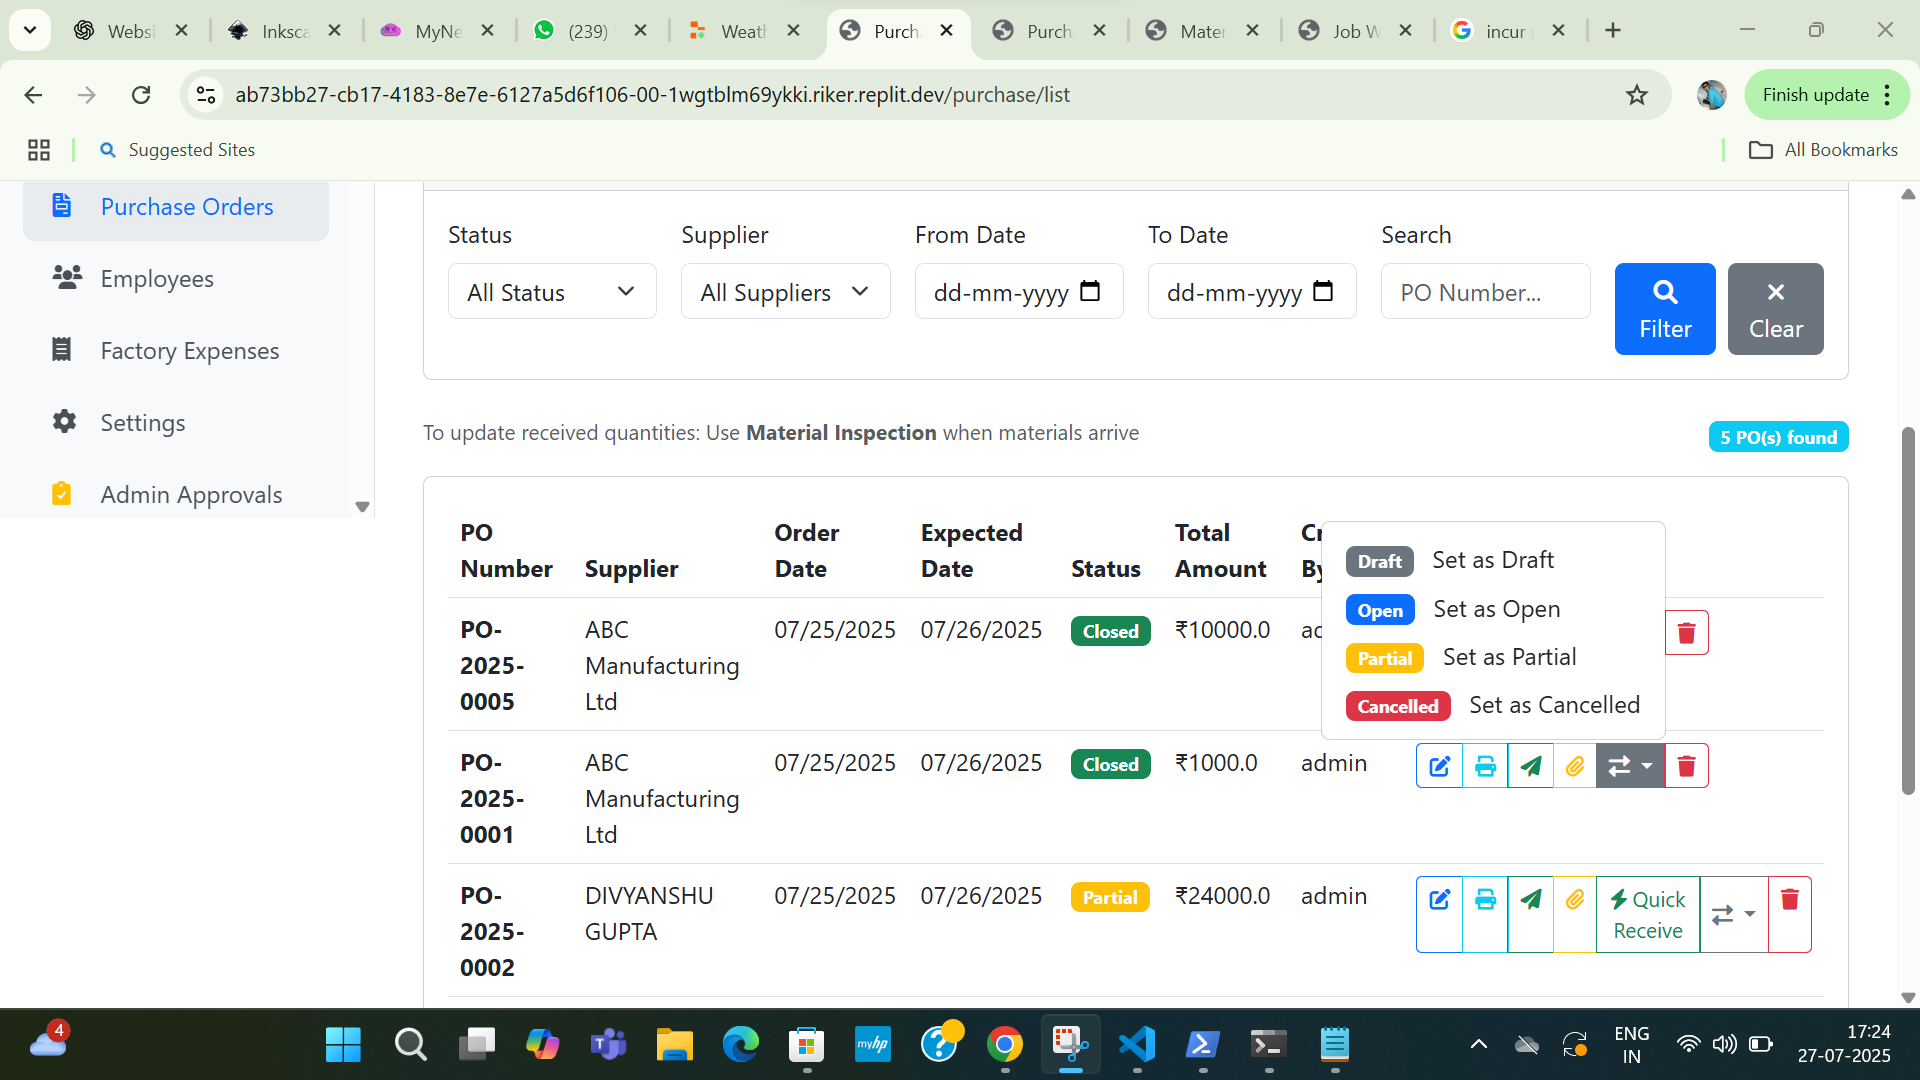 Websi
Inksca
MyNe
(239)
Weath
Purch
Purch
Mater
Job W
incur
ab73bb27-cb17-4183-8e7e-6127a5d6f106-00-1wgtblm69ykki.riker.replit.dev/purchase/list
Finish update
Suggested Sites
All Bookmarks
Purchase Orders
Employees
Factory Expenses
Settings
Admin Approvals
Status
Supplier
From Date
To Date
Search
All Status
All Suppliers
dd-mm-yyyy
dd-mm-yyyy
PO Number...
Filter
Clear
To update received quantities: Use Material Inspection when materials arrive
5 PO(s) found
PO Number
Supplier
Order Date
Expected Date
Status
Total Amount
Draft Set as Draft
Open Set as Open
Partial Set as Partial
Cancelled Set as Cancelled
PO-2025-0005
ABC Manufacturing Ltd
07/25/2025
07/26/2025
Closed
₹10000.0
PO-2025-0001
ABC Manufacturing Ltd
07/25/2025
07/26/2025
Closed
₹1000.0
admin
PO-2025-0002
DIVYANSHU GUPTA
07/25/2025
07/26/2025
Partial
₹24000.0
admin
Quick Receive
4
myhp
ENG
IN
17:24
27-07-2025